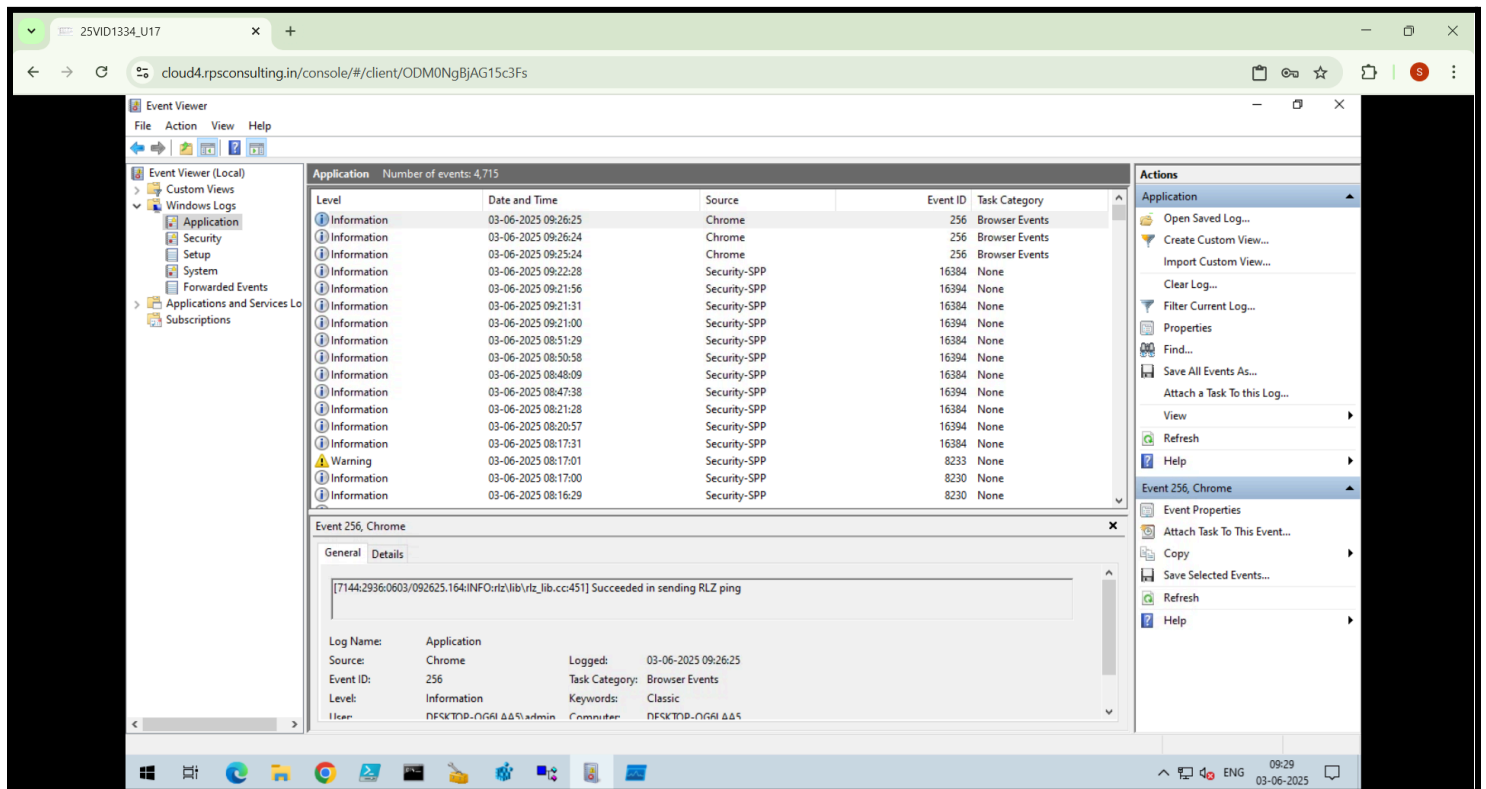 25VID1334_U17
cloud4.rpsconsulting.in/console/#/client/ODM0NgBjAG15c3Fs
S
Event Viewer
File Action View Help
Event Viewer (Local)
Custom Views
Windows Logs
Application
Security
Setup
System
Forwarded Events
Applications and Services Lo
Subscriptions
Application Number of events: 4,715
Level Date and Time Source Event ID Task Category
Information 03-06-2025 09:26:25 Chrome 256 Browser Events
Information 03-06-2025 09:26:24 Chrome 256 Browser Events
Information 03-06-2025 09:25:24 Chrome 256 Browser Events
Information 03-06-2025 09:22:28 Security-SPP 16384 None
Information 03-06-2025 09:21:56 Security-SPP 16394 None
Information 03-06-2025 09:21:31 Security-SPP 16384 None
Information 03-06-2025 09:21:00 Security-SPP 16394 None
Information 03-06-2025 08:51:29 Security-SPP 16384 None
Information 03-06-2025 08:50:58 Security-SPP 16394 None
Information 03-06-2025 08:48:09 Security-SPP 16384 None
Information 03-06-2025 08:47:38 Security-SPP 16394 None
Information 03-06-2025 08:21:28 Security-SPP 16384 None
Information 03-06-2025 08:20:57 Security-SPP 16394 None
Information 03-06-2025 08:17:31 Security-SPP 16384 None
Warning 03-06-2025 08:17:01 Security-SPP 8233 None
Information 03-06-2025 08:17:00 Security-SPP 8230 None
Information 03-06-2025 08:16:29 Security-SPP 8230 None
Event 256, Chrome
General Details
[7144:2936:0603/092625.164:INFO:rlz\lib\rlz_lib.cc:451] Succeeded in sending RLZ ping
Log Name: Application
Source: Chrome Logged: 03-06-2025 09:26:25
Event ID: 256 Task Category: Browser Events
Level: Information Keywords: Classic
User: DESKTOP-OG6LAA5\admin Computer: DESKTOP-OG6LAA5
Actions
Application
Open Saved Log...
Create Custom View...
Import Custom View...
Clear Log...
Filter Current Log...
Properties
Find...
Save All Events As...
Attach a Task To this Log...
View
Refresh
Help
Event 256, Chrome
Event Properties
Attach Task To This Event...
Copy
Save Selected Events...
Refresh
Help
ENG
09:29
03-06-2025